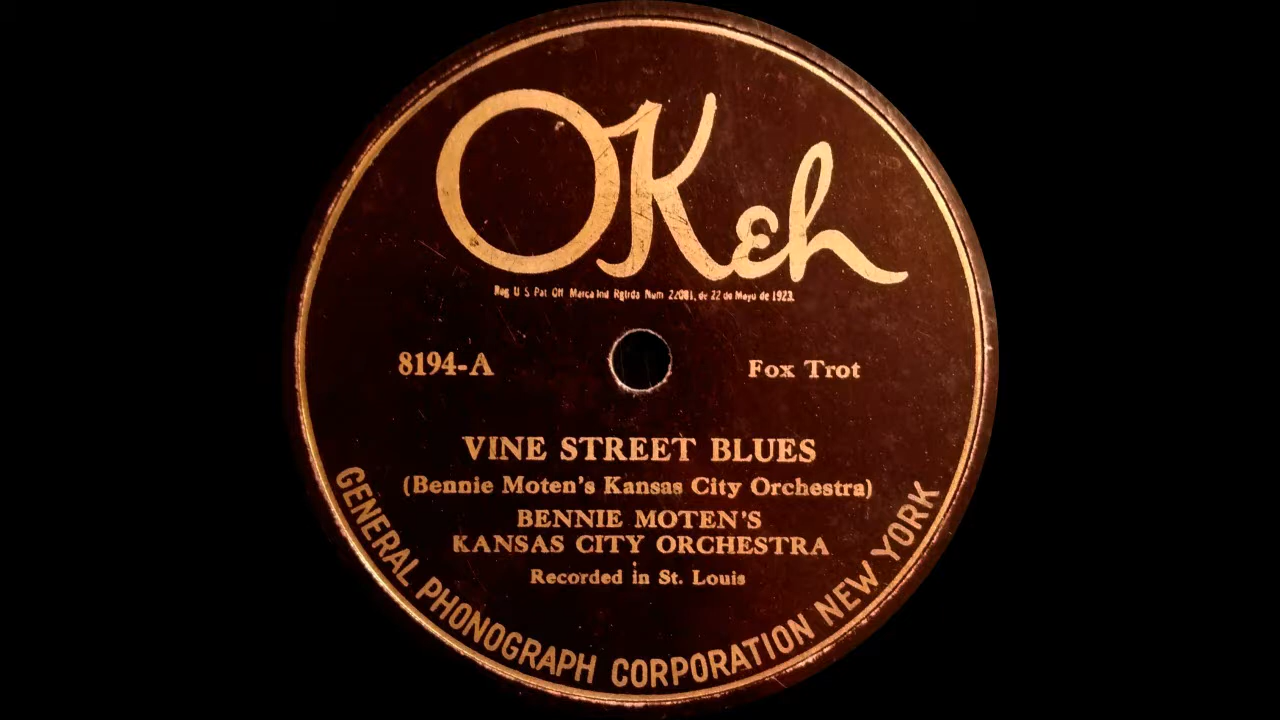 OKeh
Reg U S Pat Off Marca Ind Rgtrda Num 22081, de 22 de Mayo de 1923.
8194-A
Fox Trot
VINE STREET BLUES
(Bennie Moten's Kansas City Orchestra)
BENNIE MOTEN'S
KANSAS CITY ORCHESTRA
Recorded in St. Louis
GENERAL PHONOGRAPH CORPORATION NEW YORK